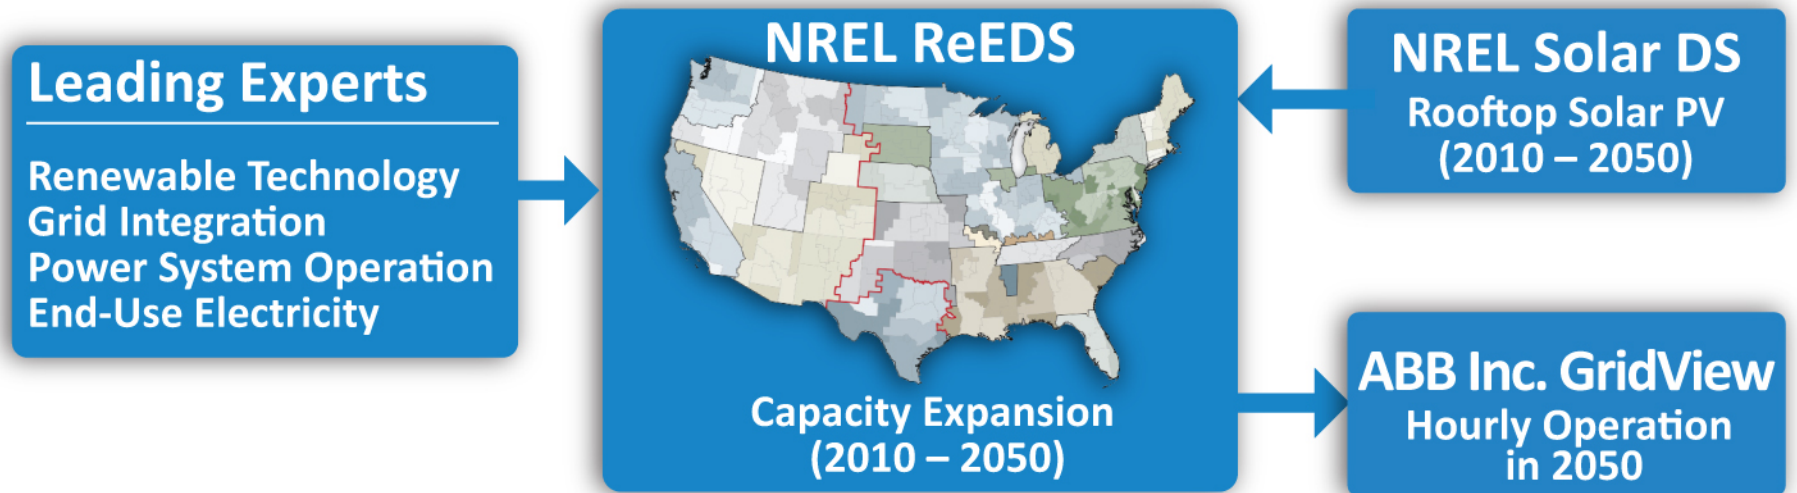 Leading Experts
Renewable Technology
Grid Integration
Power System Operation
End-Use Electricity
NREL ReEDS
Capacity Expansion
(2010 – 2050)
NREL Solar DS
Rooftop Solar PV
(2010 – 2050)
ABB Inc. GridView
Hourly Operation
in 2050